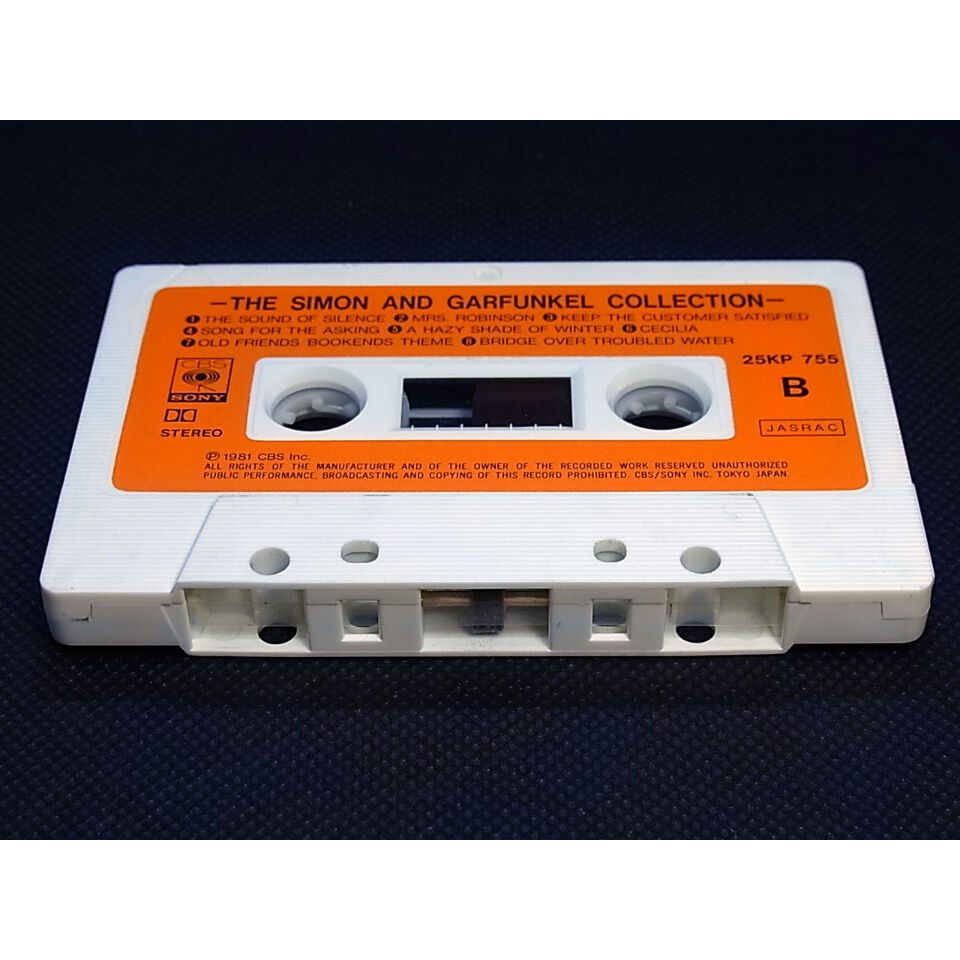 —THE SIMON AND GARFUNKEL COLLECTION—
❶ THE SOUND OF SILENCE ❷ MRS. ROBINSON ❸ KEEP THE CUSTOMER SATISFIED
❹ SONG FOR THE ASKING ❺ A HAZY SHADE OF WINTER ❻ CECILIA
❼ OLD FRIENDS BOOKENDS THEME ❽ BRIDGE OVER TROUBLED WATER
CBS
SONY
25KP 755
B
STEREO
JASRAC
Ⓟ 1981 CBS Inc.
ALL RIGHTS OF THE MANUFACTURER AND OF THE OWNER OF THE RECORDED WORK RESERVED UNAUTHORIZED
PUBLIC PERFORMANCE, BROADCASTING AND COPYING OF THIS RECORD PROHIBITED. CBS/SONY INC. TOKYO JAPAN.